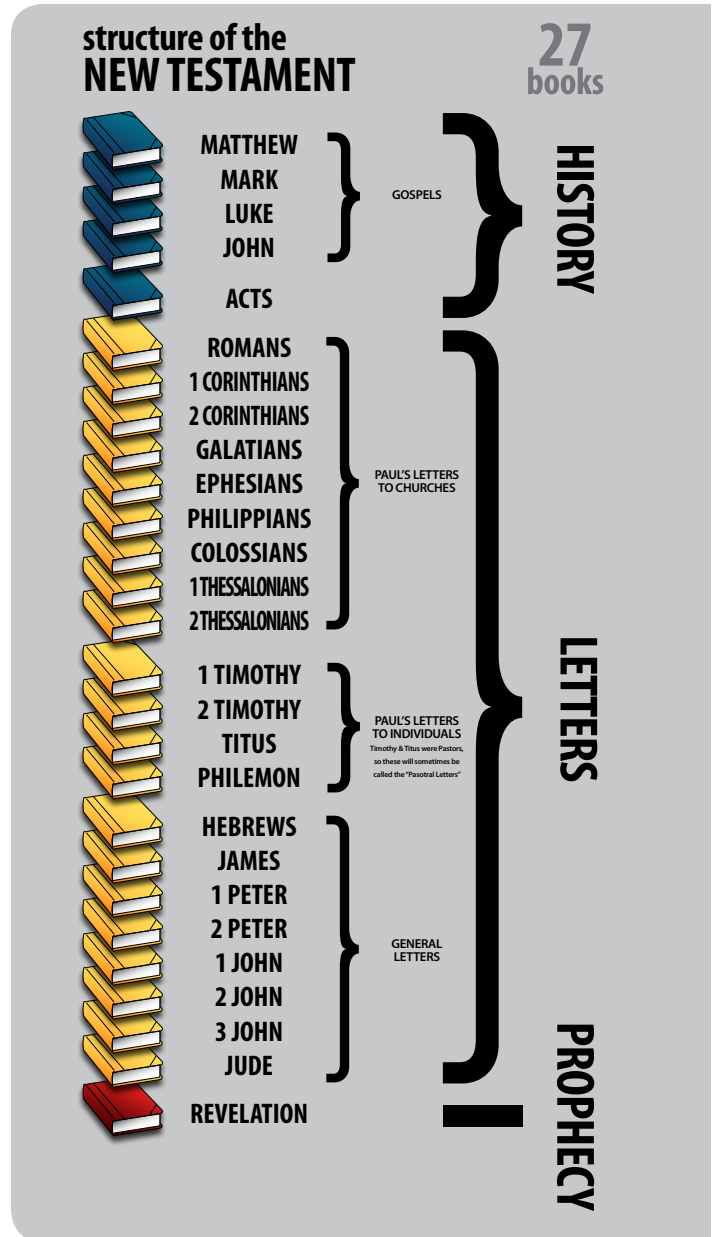 structure of the
NEW TESTAMENT
27
books
MATTHEW
MARK
LUKE
JOHN
GOSPELS
ACTS
HISTORY
ROMANS
1 CORINTHIANS
2 CORINTHIANS
GALATIANS
EPHESIANS
PHILIPPIANS
COLOSSIANS
1 THESSALONIANS
2 THESSALONIANS
PAUL'S LETTERS
TO CHURCHES
1 TIMOTHY
2 TIMOTHY
TITUS
PHILEMON
PAUL'S LETTERS
TO INDIVIDUALS
Timothy & Titus were Pastors,
so these will sometimes be
called the "Pasotral Letters"
HEBREWS
JAMES
1 PETER
2 PETER
1 JOHN
2 JOHN
3 JOHN
JUDE
GENERAL
LETTERS
LETTERS
REVELATION
PROPHECY